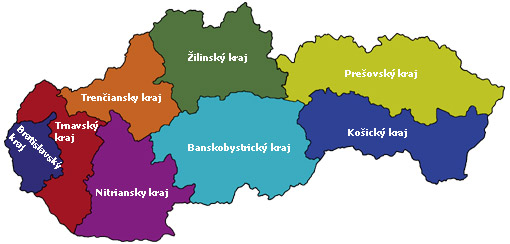 Žilinský kraj
Prešovský kraj
Trenčiansky kraj
Trnavský
kraj
Košický kraj
Bratislavský
kraj
Banskobystrický kraj
Nitriansky kraj